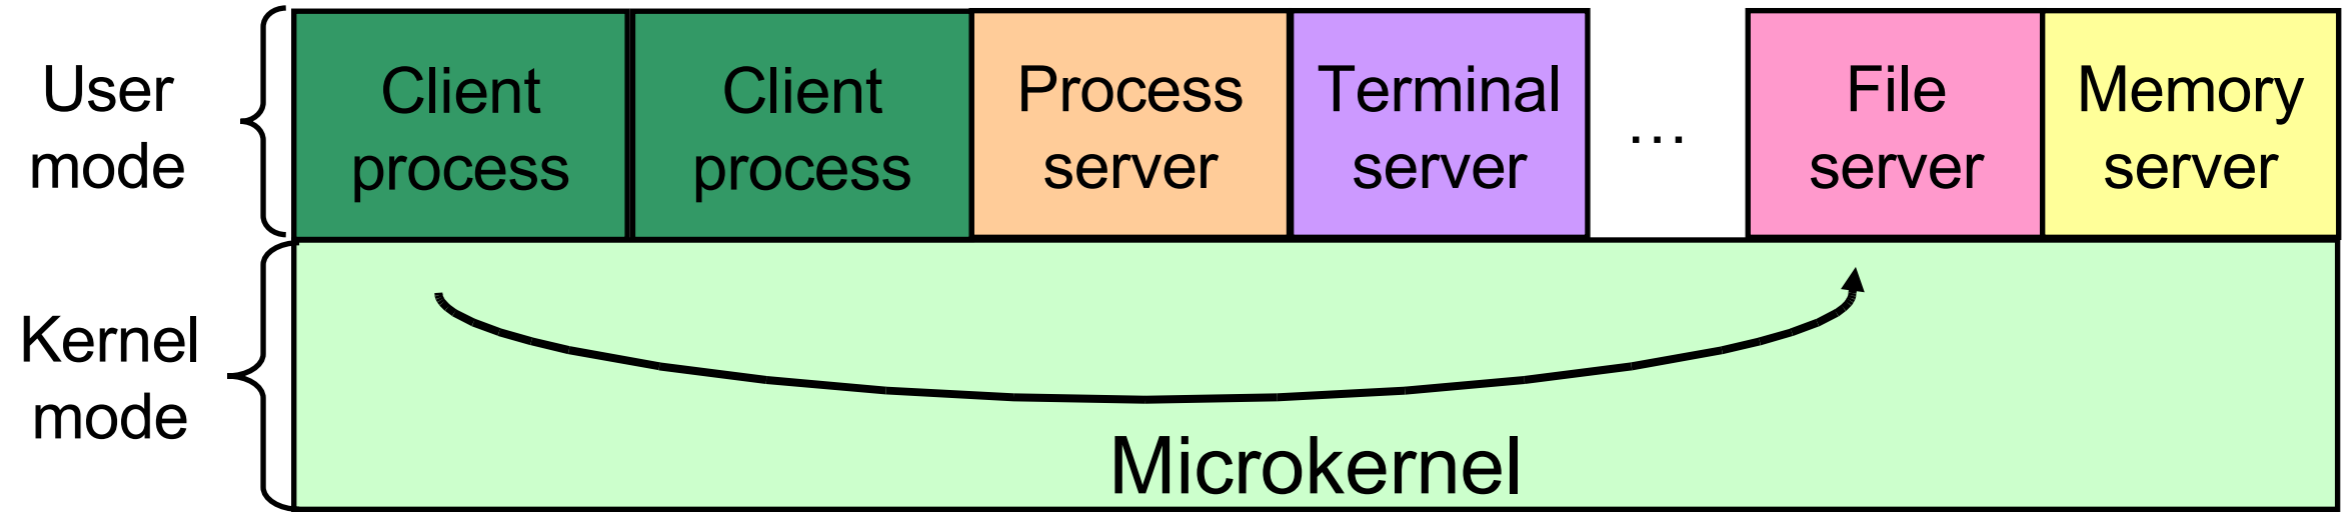 User
mode
Client
process
Client
process
Process
server
Terminal
server
…
File
server
Memory
server
Kernel
mode
Microkernel